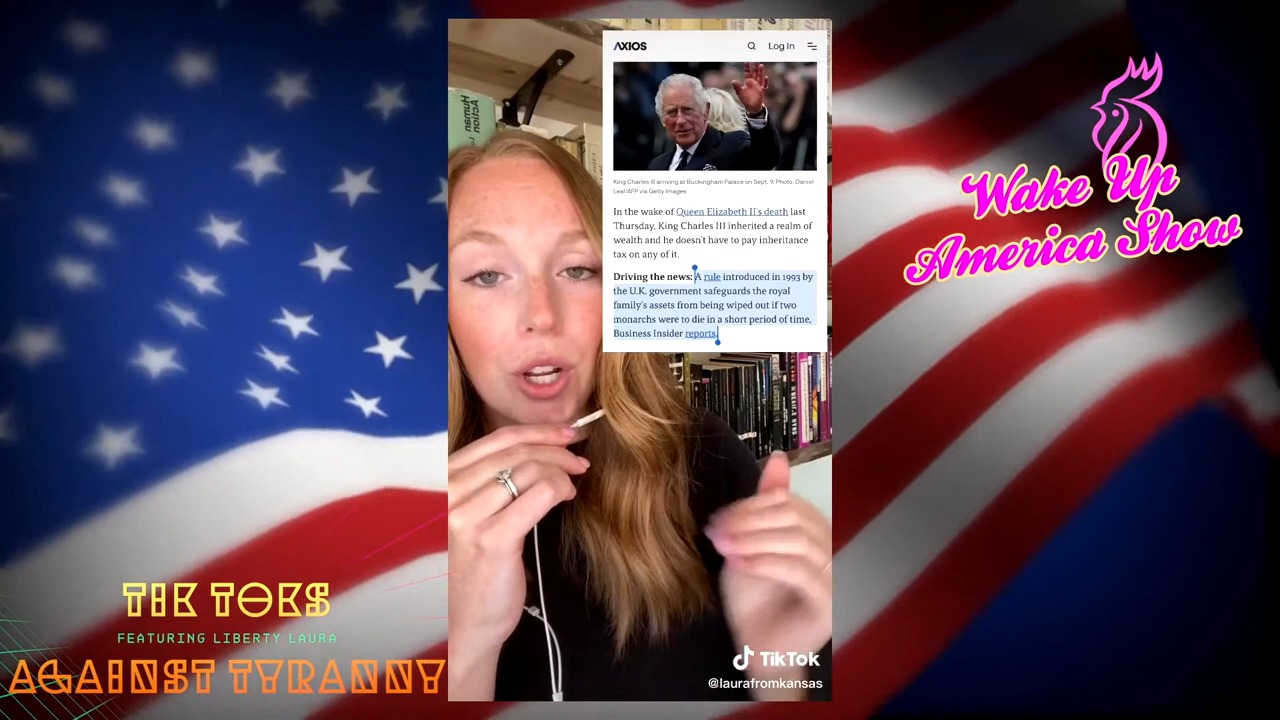 AXIOS
Log In
King Charles III arriving at Buckingham Palace on Sept. 9. Photo: Daniel
Leal/AFP via Getty Images
In the wake of Queen Elizabeth II's death last
Thursday, King Charles III inherited a realm of
wealth and he doesn't have to pay inheritance
tax on any of it.
Driving the news: A rule introduced in 1993 by
the U.K. government safeguards the royal
family's assets from being wiped out if two
monarchs were to die in a short period of time,
Business Insider reports.
Human
Action
Wake Up
America Show
TIK TOKS
FEATURING LIBERTY LAURA
AGAINST TYRANNY
TikTok
@laurafromkansas